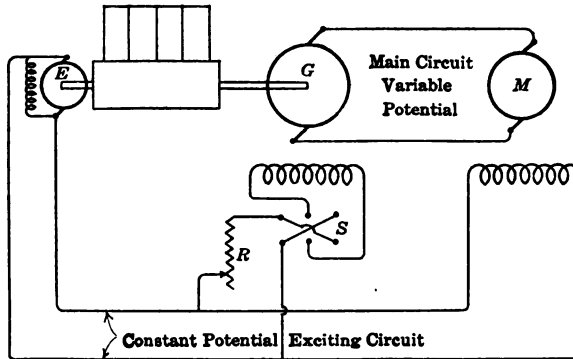 E
G
Main Circuit
Variable
Potential
M
S
R
Constant Potential Exciting Circuit